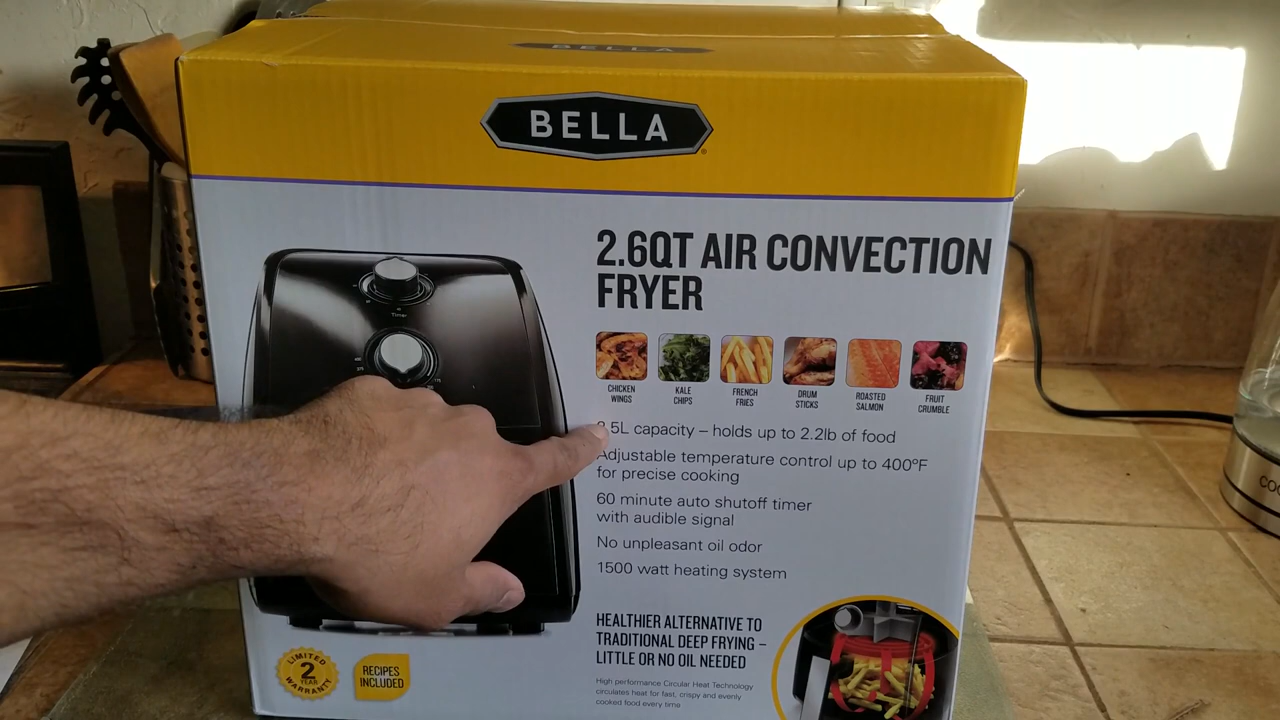 BELLA
BELLA
2.6QT AIR CONVECTION
FRYER
CHICKEN
WINGS
KALE
CHIPS
FRENCH
FRIES
DRUM
STICKS
ROASTED
SALMON
FRUIT
CRUMBLE
.5L capacity – holds up to 2.2lb of food
Adjustable temperature control up to 400ºF
for precise cooking
60 minute auto shutoff timer
with audible signal
No unpleasant oil odor
1500 watt heating system
HEALTHIER ALTERNATIVE TO
TRADITIONAL DEEP FRYING –
LITTLE OR NO OIL NEEDED
High performance Circular Heat Technology
circulates heat for fast, crispy and evenly
cooked food every time
Timer
LIMITED
2
YEAR
WARRANTY
RECIPES
INCLUDED